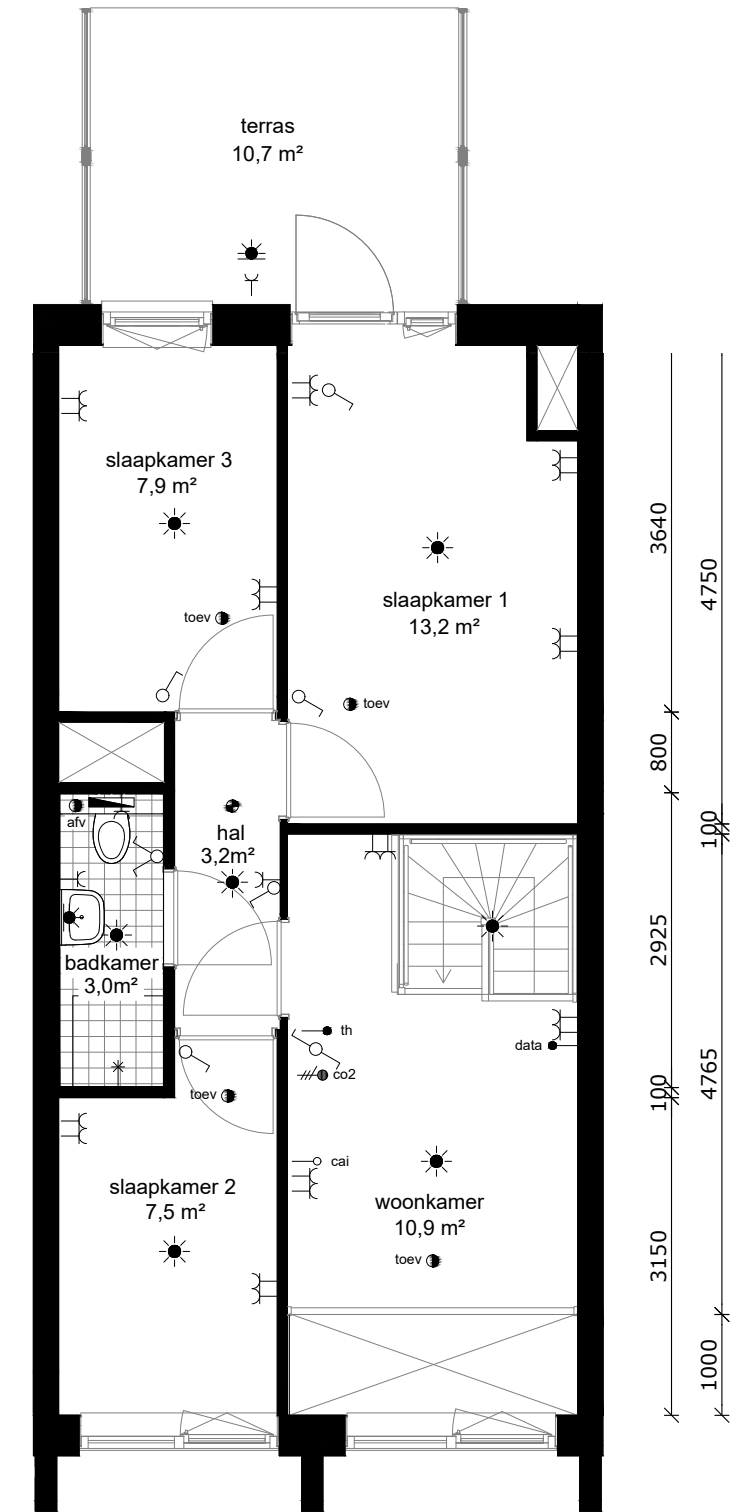 terras
10,7 m²
slaapkamer 3
7,9 m²
slaapkamer 1
13,2 m²
toev
toev
afv
hal
3,2m²
badkamer
3,0m²
th
data
co2
toev
cai
slaapkamer 2
7,5 m²
woonkamer
10,9 m²
toev
3640
4750
800
100
2925
100
4765
3150
1000